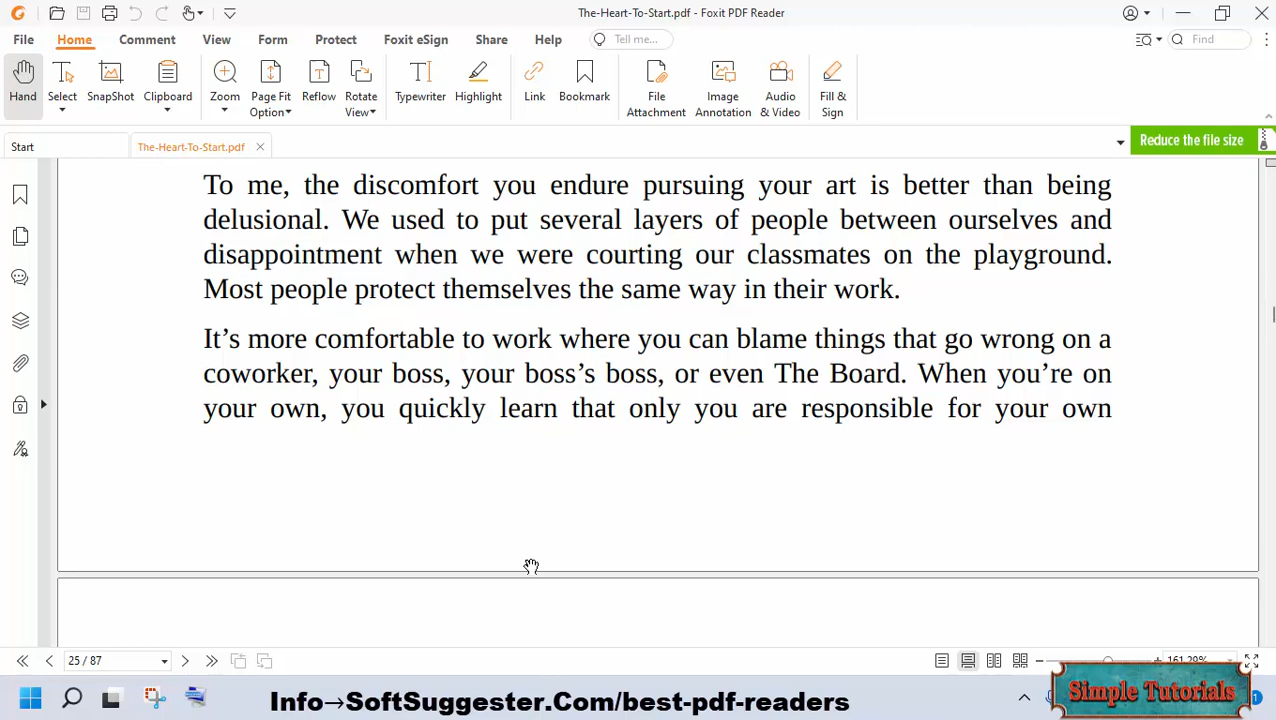 The-Heart-To-Start.pdf - Foxit PDF Reader
File Home Comment View Form Protect Foxit eSign Share Help Tell me... Find
Hand Select SnapShot Clipboard Zoom Page Fit Option Reflow Rotate View Typewriter Highlight Link Bookmark File Attachment Image Annotation Audio & Video Fill & Sign
Start The-Heart-To-Start.pdf Reduce the file size
To me, the discomfort you endure pursuing your art is better than being
delusional. We used to put several layers of people between ourselves and
disappointment when we were courting our classmates on the playground.
Most people protect themselves the same way in their work.
It’s more comfortable to work where you can blame things that go wrong on a
coworker, your boss, your boss’s boss, or even The Board. When you’re on
your own, you quickly learn that only you are responsible for your own
25 / 87 161.29%
Info→SoftSuggester.Com/best-pdf-readers
Simple Tutorials
1